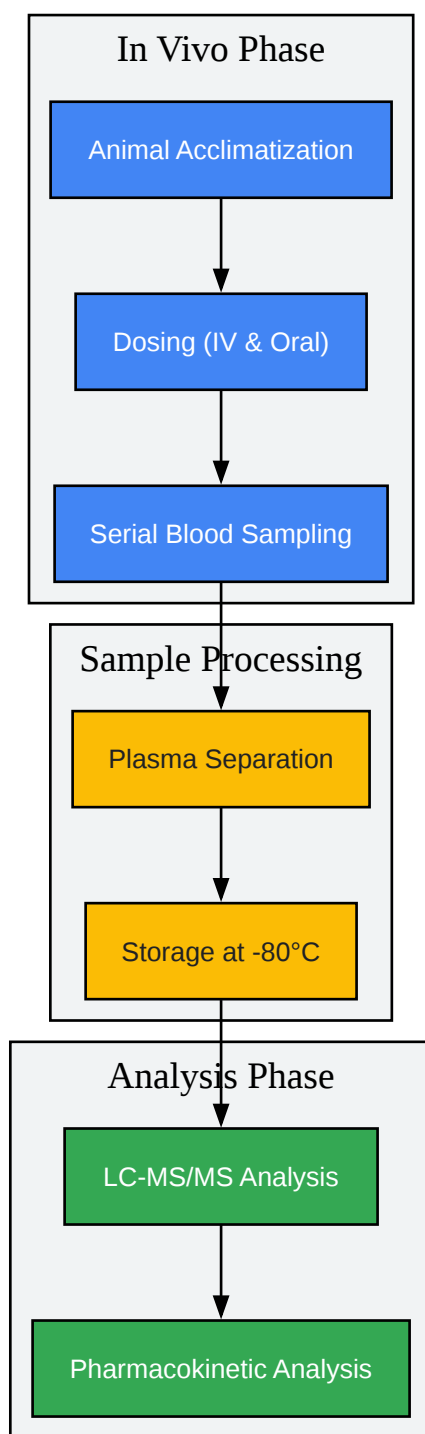 In Vivo Phase
Animal Acclimatization
Dosing (IV & Oral)
Serial Blood Sampling
Sample Processing
Plasma Separation
Storage at -80°C
Analysis Phase
LC-MS/MS Analysis
Pharmacokinetic Analysis